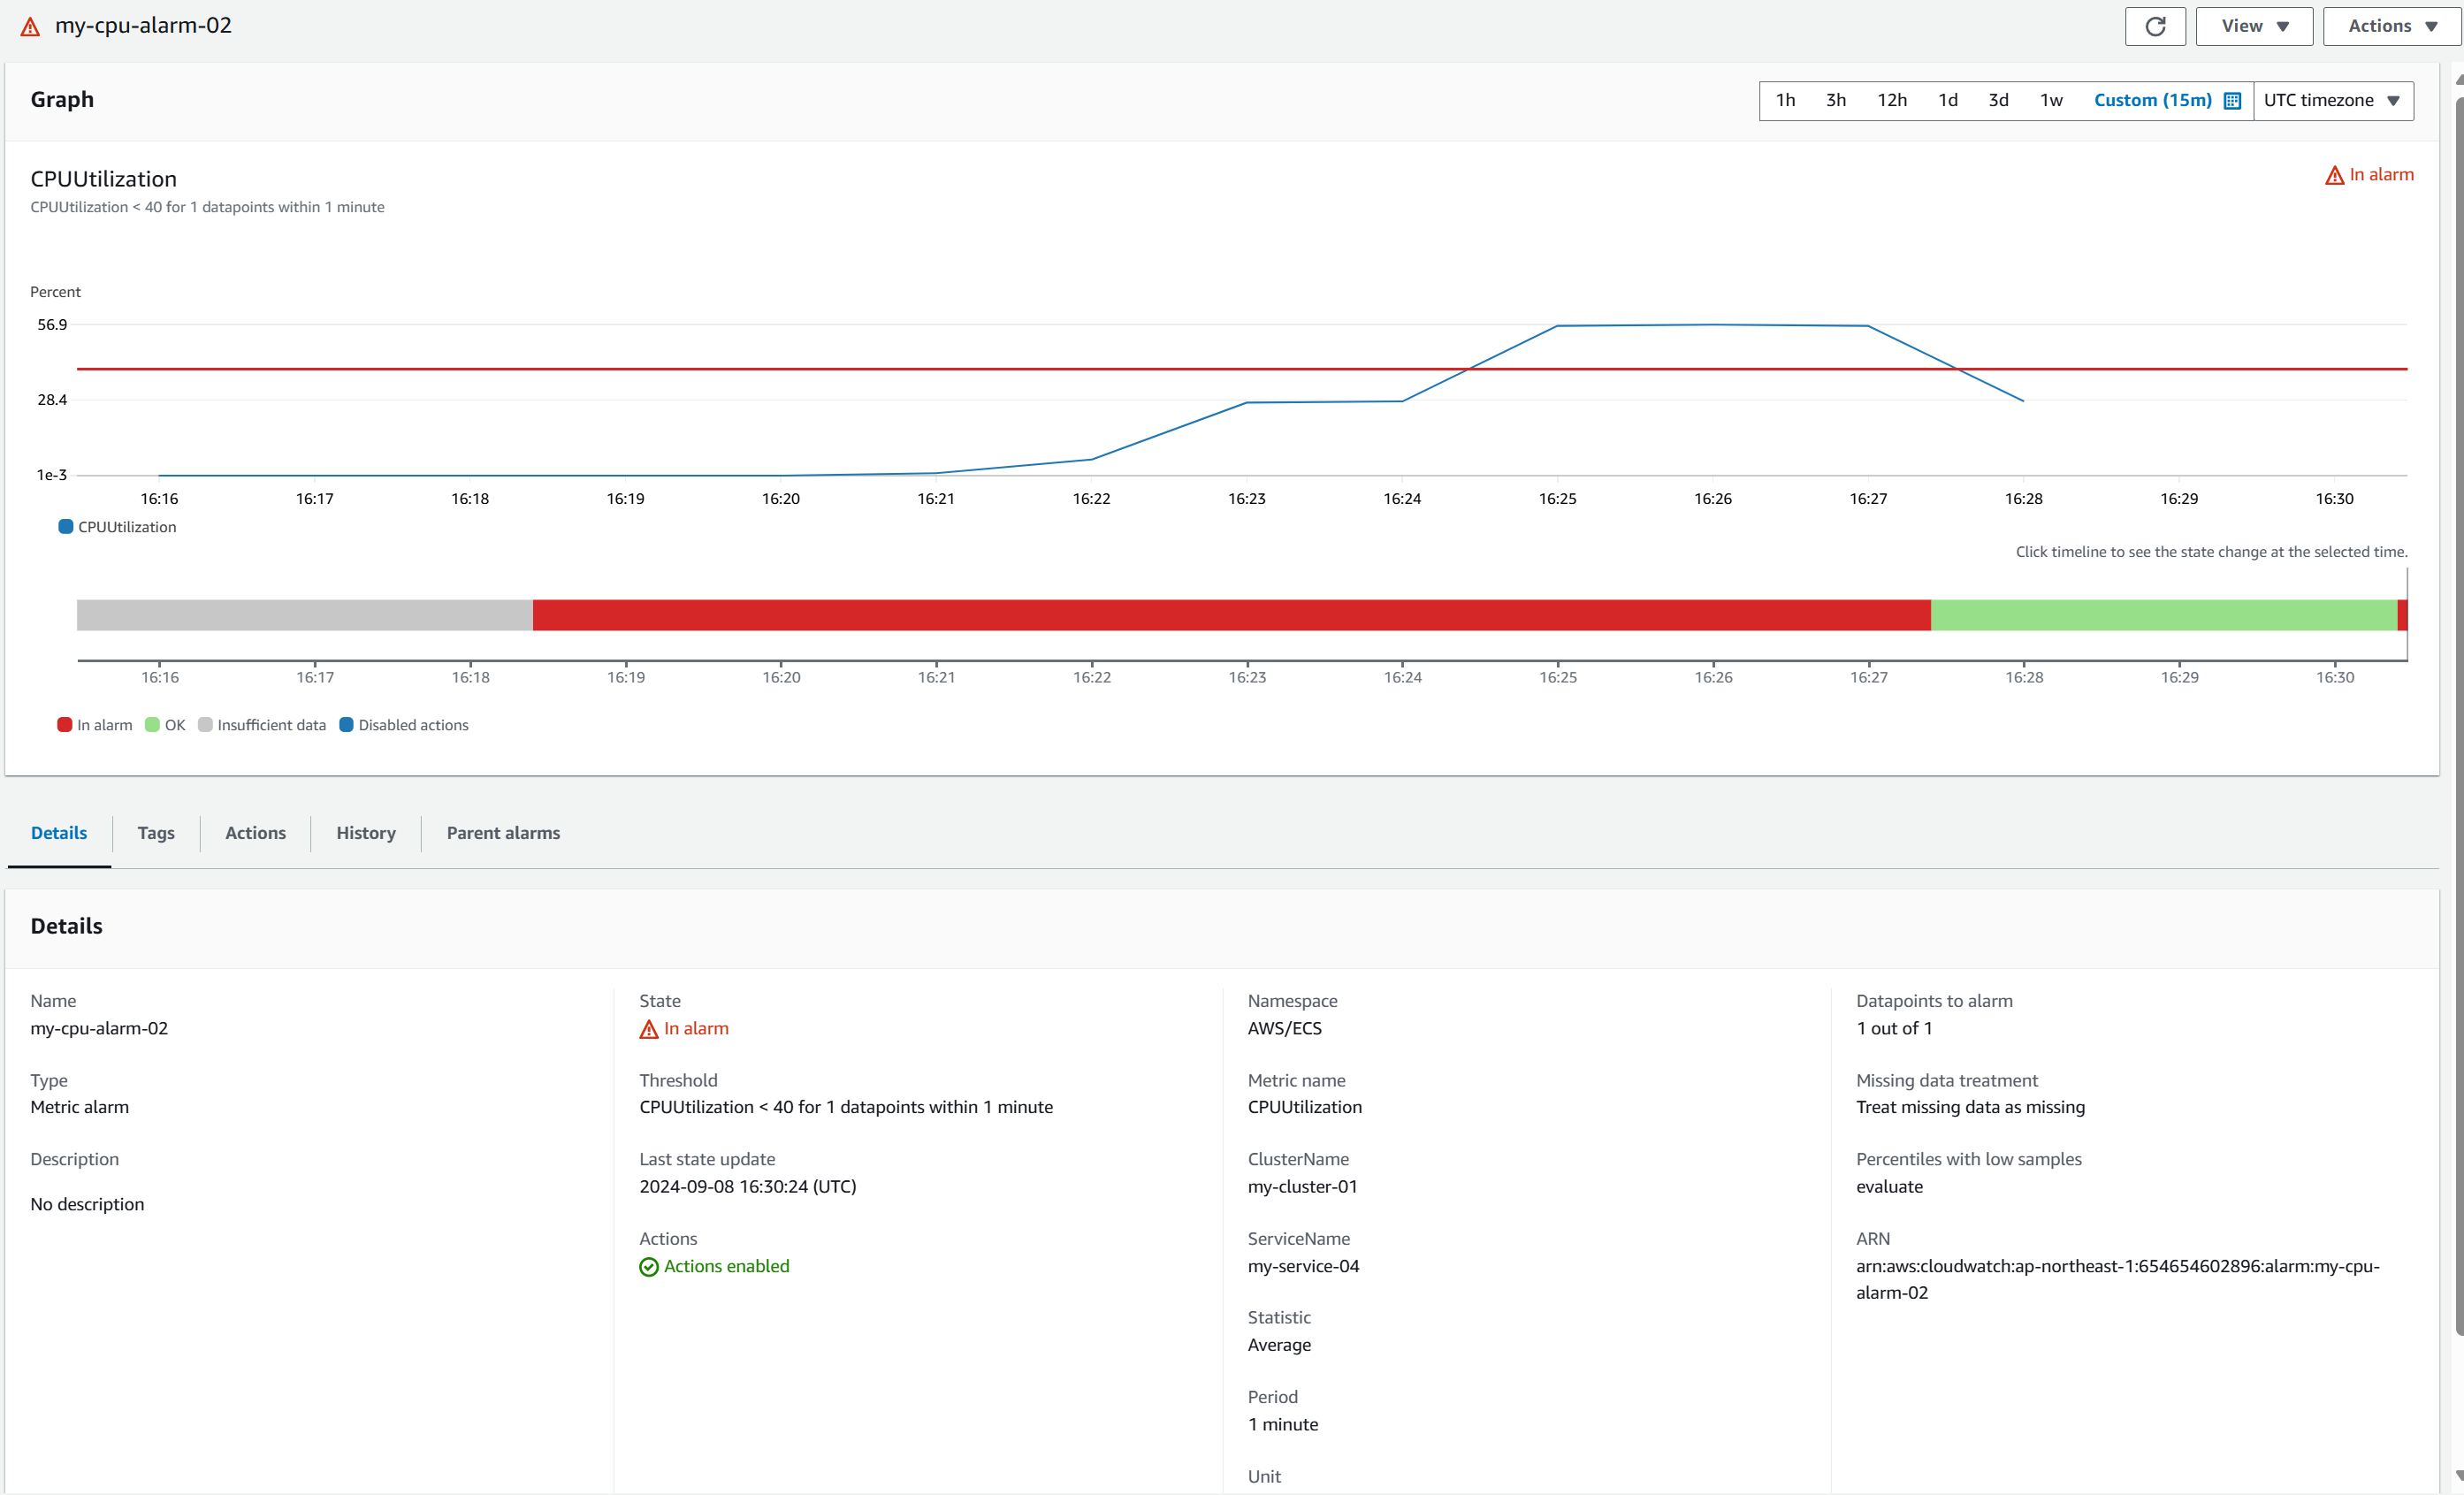 my-cpu-alarm-02
View
Actions
Graph
1h 3h 12h 1d 3d 1w Custom (15m) UTC timezone
CPUUtilization
In alarm
CPUUtilization < 40 for 1 datapoints within 1 minute
Percent
56.9
28.4
1e-3
16:16 16:17 16:18 16:19 16:20 16:21 16:22 16:23 16:24 16:25 16:26 16:27 16:28 16:29 16:30
CPUUtilization
Click timeline to see the state change at the selected time.
16:16 16:17 16:18 16:19 16:20 16:21 16:22 16:23 16:24 16:25 16:26 16:27 16:28 16:29 16:30
In alarm OK Insufficient data Disabled actions
Details Tags Actions History Parent alarms
Details
Name
my-cpu-alarm-02
Type
Metric alarm
Description
No description
State
In alarm
Threshold
CPUUtilization < 40 for 1 datapoints within 1 minute
Last state update
2024-09-08 16:30:24 (UTC)
Actions
Actions enabled
Namespace
AWS/ECS
Metric name
CPUUtilization
ClusterName
my-cluster-01
ServiceName
my-service-04
Statistic
Average
Period
1 minute
Unit
Datapoints to alarm
1 out of 1
Missing data treatment
Treat missing data as missing
Percentiles with low samples
evaluate
ARN
arn:aws:cloudwatch:ap-northeast-1:654654602896:alarm:my-cpu-
alarm-02